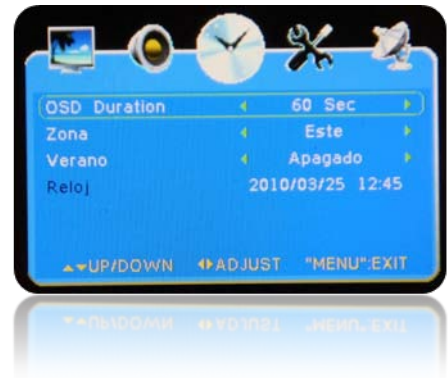 OSD Duration 60 Sec
Zona Este
Verano Apagado
Reloj 2010/03/25 12:45
UP/DOWN ADJUST "MENU":EXIT